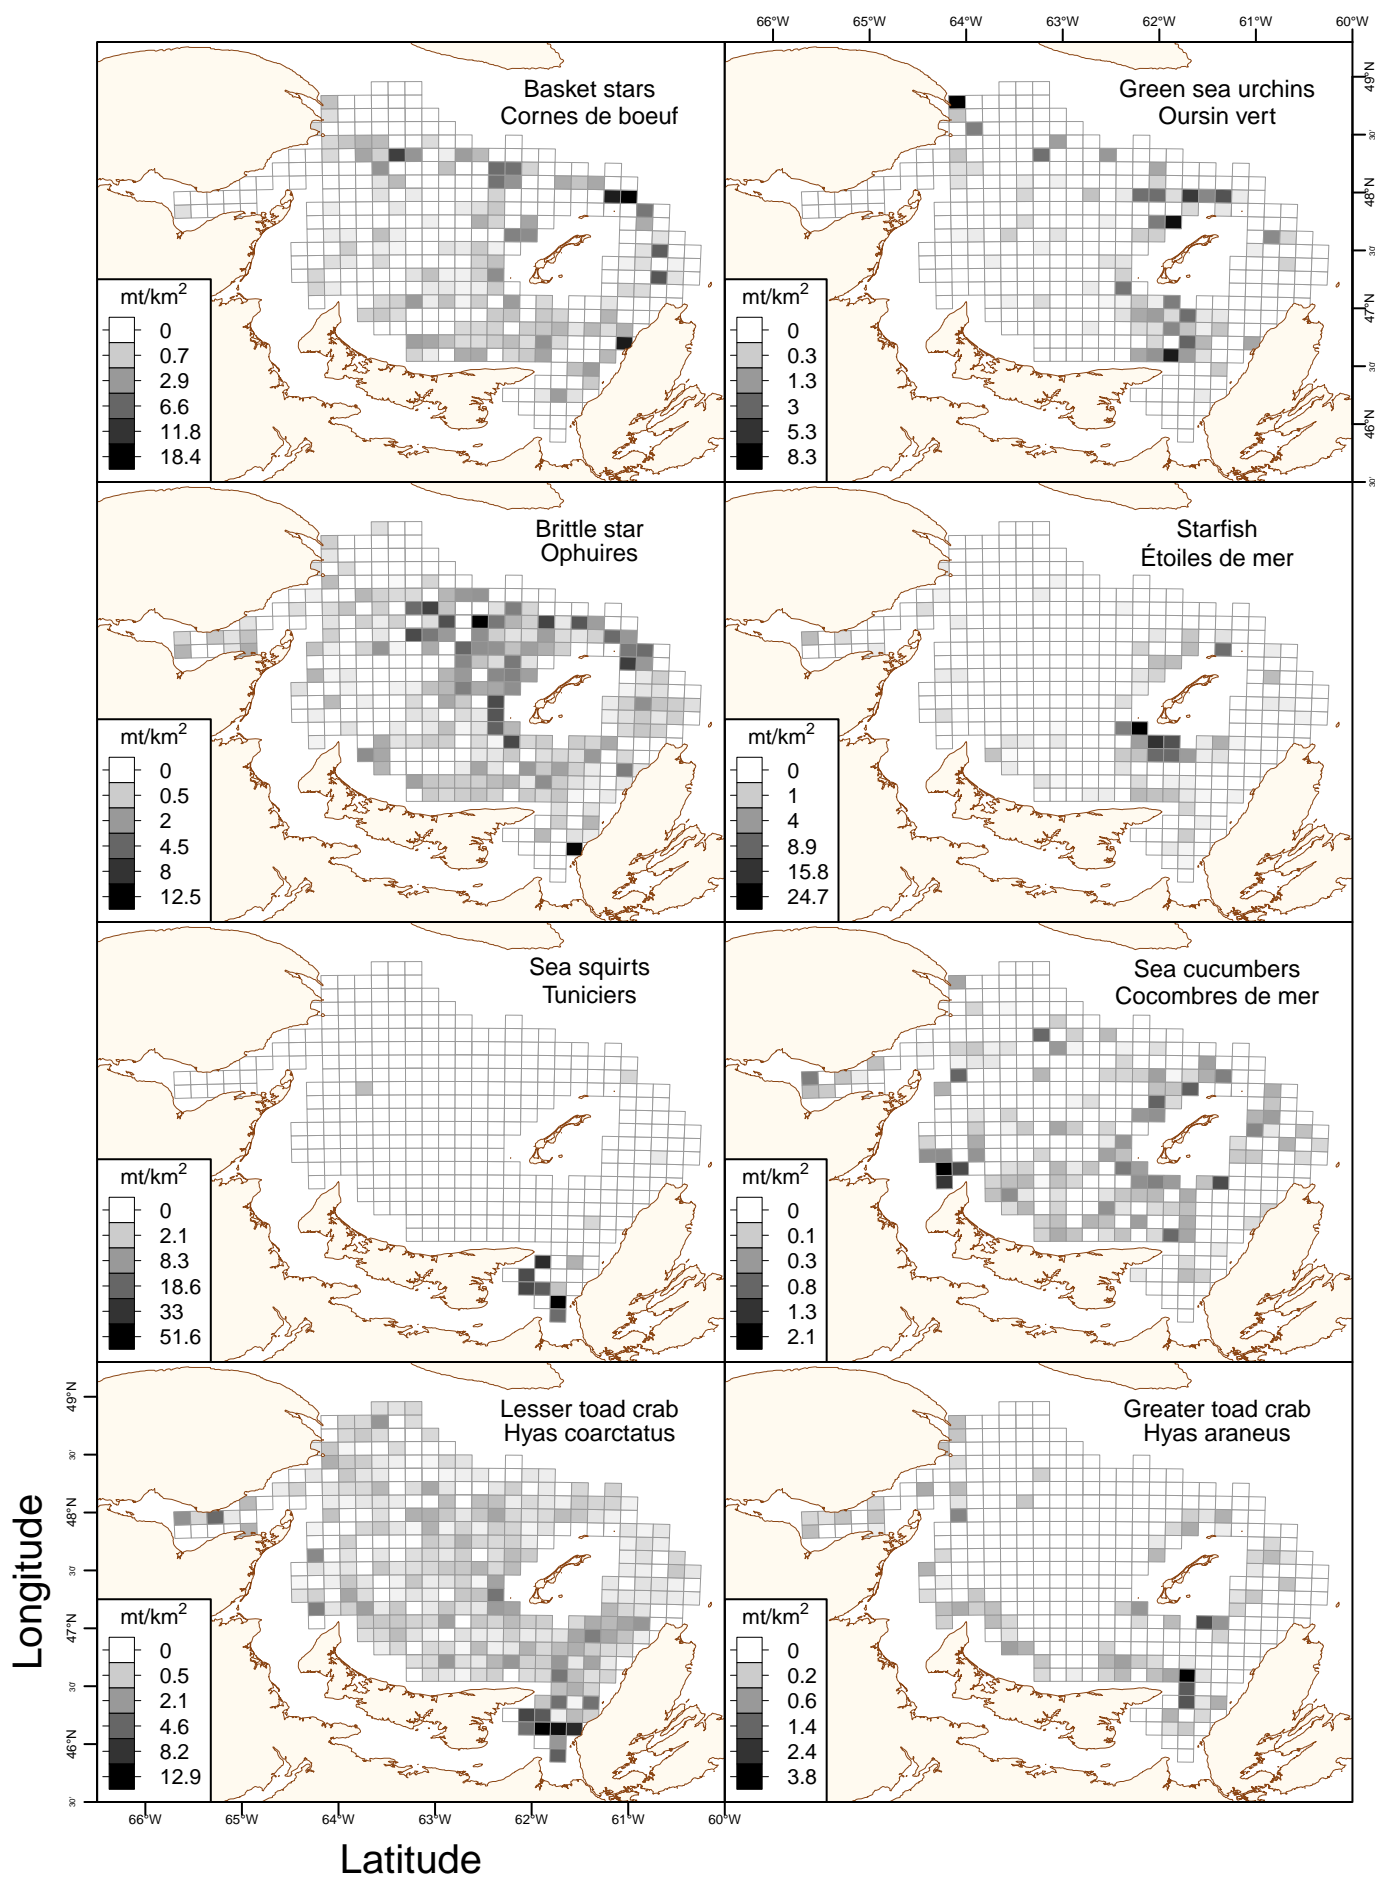 66°W 65°W 64°W 63°W 62°W 61°W 60°W
Basket stars
Cornes de boeuf
mt/km²
0
0.7
2.9
6.6
11.8
18.4
Green sea urchins
Oursin vert
mt/km²
0
0.3
1.3
3
5.3
8.3
49°N
30'
48°N
30'
47°N
30'
46°N
30'
Brittle star
Ophuires
mt/km²
0
0.5
2
4.5
8
12.5
Starfish
Étoiles de mer
mt/km²
0
1
4
8.9
15.8
24.7
Sea squirts
Tuniciers
mt/km²
0
2.1
8.3
18.6
33
51.6
Sea cucumbers
Cocombres de mer
mt/km²
0
0.1
0.3
0.8
1.3
2.1
Longitude
49°N
30'
48°N
30'
47°N
30'
46°N
30'
Lesser toad crab
Hyas coarctatus
mt/km²
0
0.5
2.1
4.6
8.2
12.9
Greater toad crab
Hyas araneus
mt/km²
0
0.2
0.6
1.4
2.4
3.8
66°W 65°W 64°W 63°W 62°W 61°W 60°W
Latitude